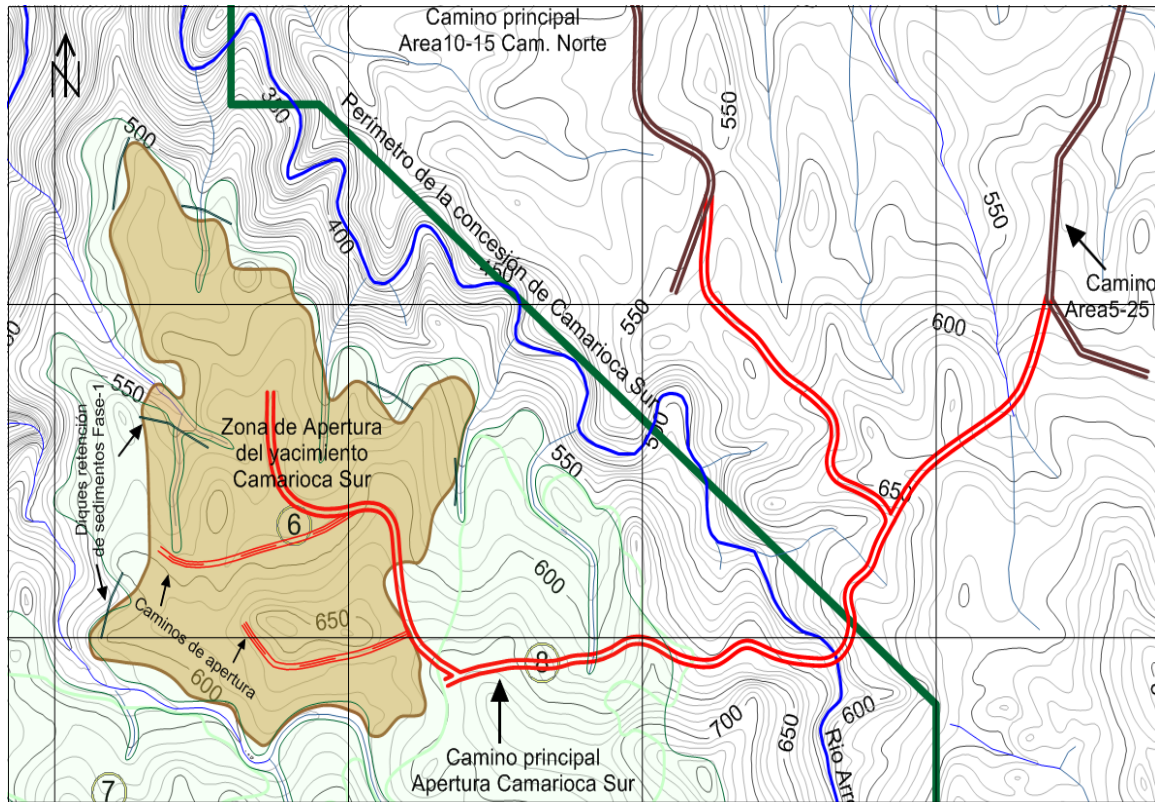 Camino principal
Area10-15 Cam. Norte
N
Perimetro de la concesión de Camarioca Sur
350
500
400
450
550
550
550
Camino
Area5-25
600
550
Zona de Apertura
del yacimiento
Camarioca Sur
Diques retención
de sedimentos Fase-1
500
550
650
6
600
Caminos de apertura
650
600
8
700
650
600
Camino principal
Apertura Camarioca Sur
7
Rio Arr